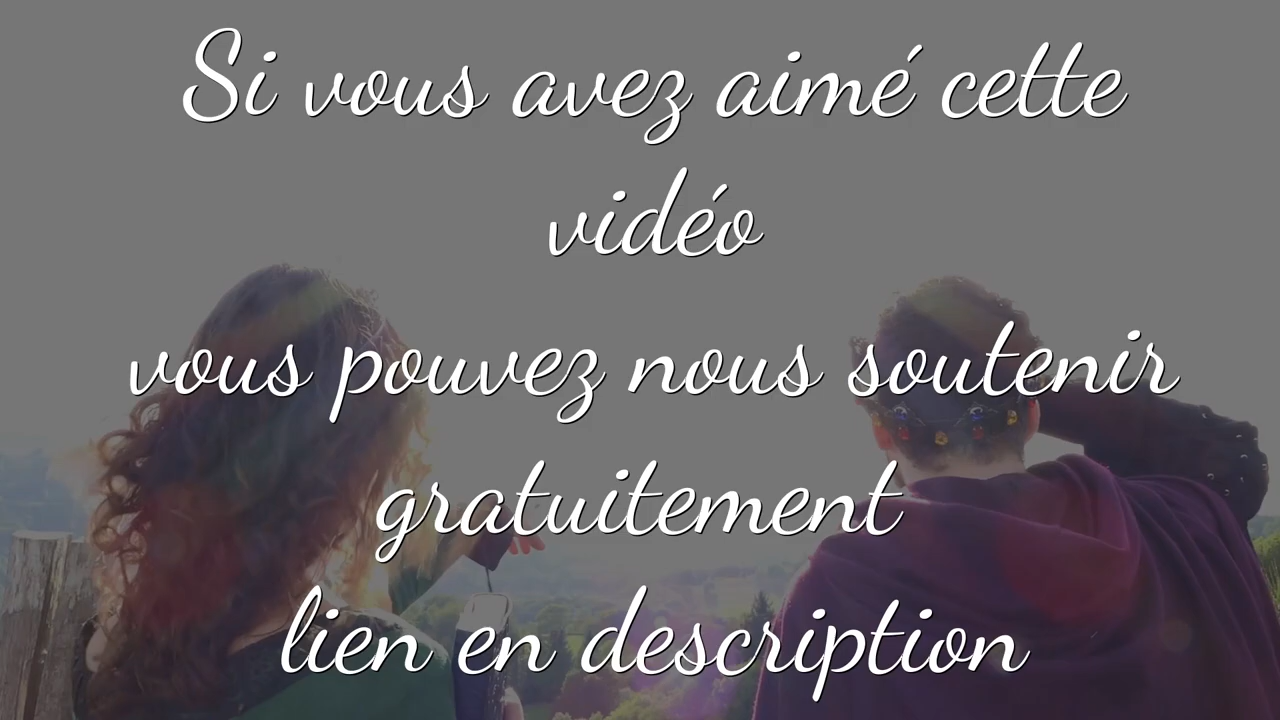 Si vous avez aimé cette
vidéo
vous pouvez nous soutenir
gratuitement
lien en description